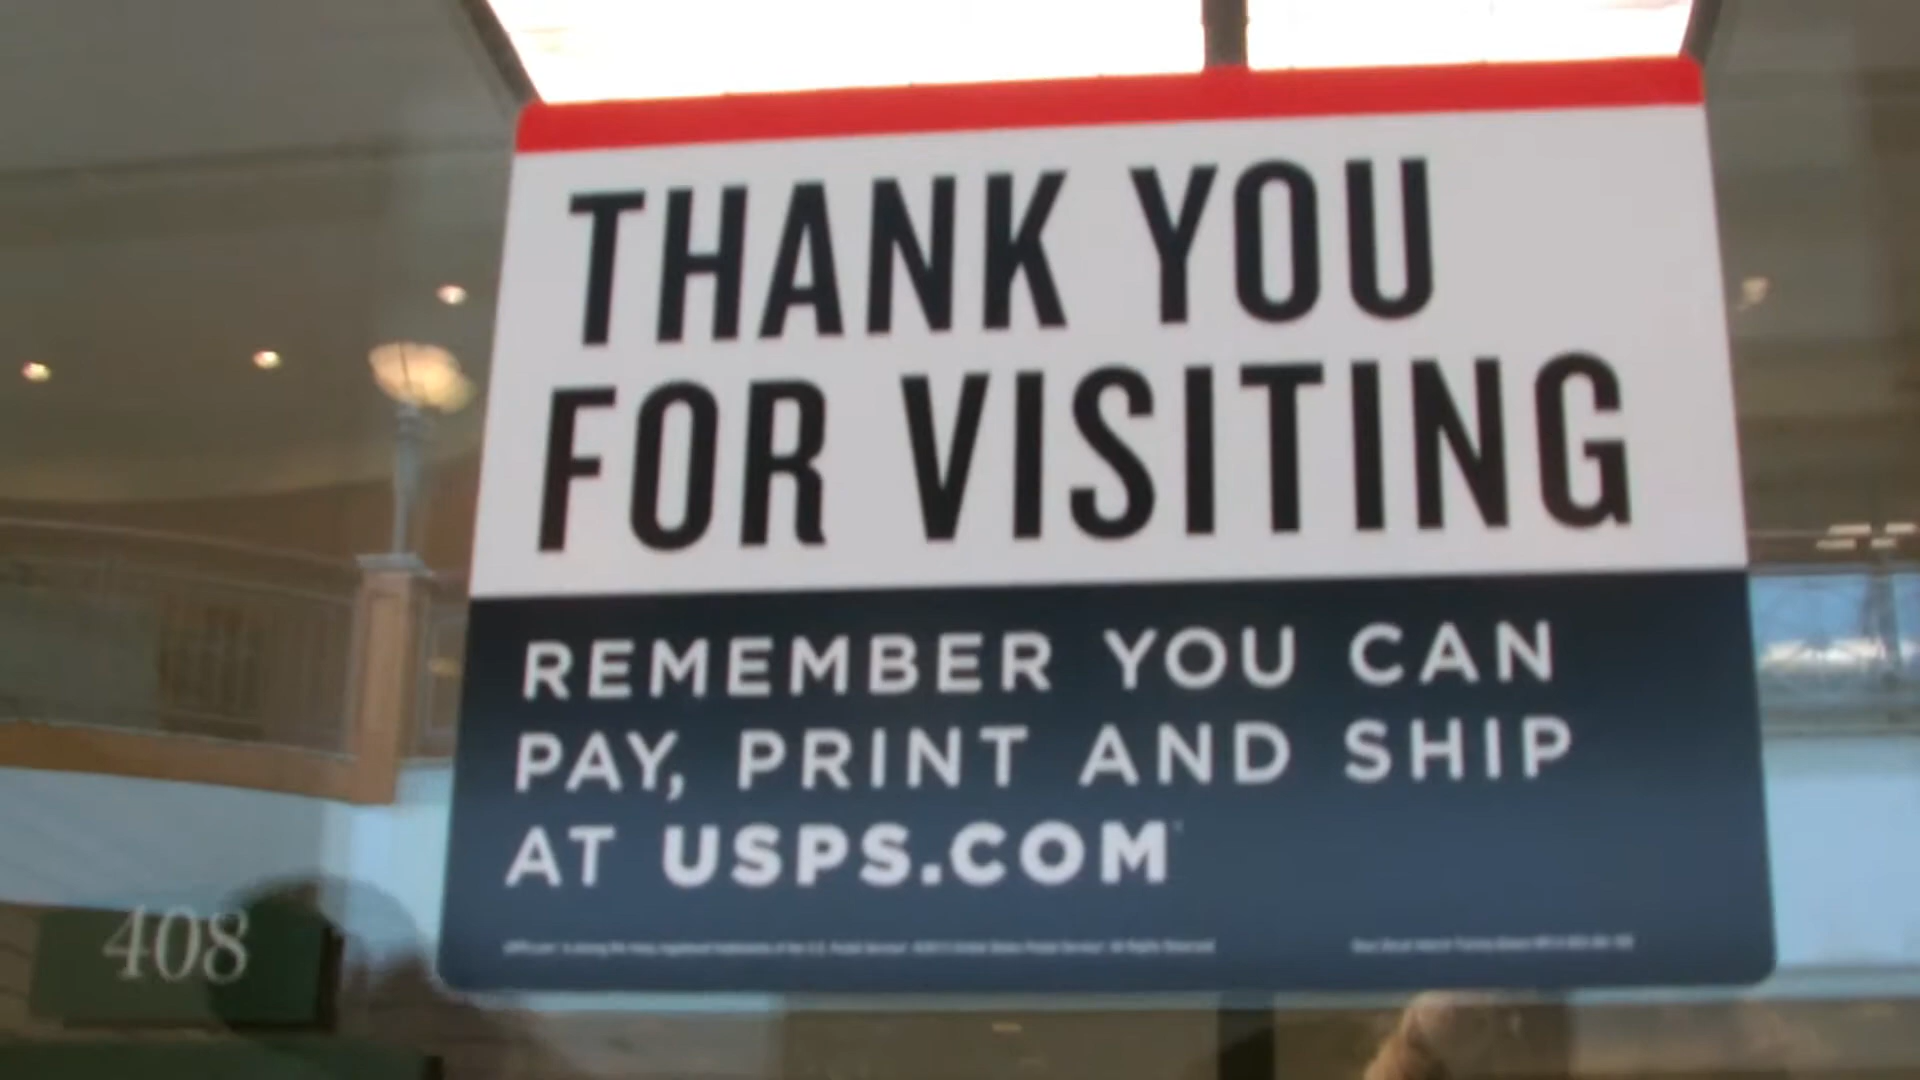 THANK YOU
FOR VISITING
REMEMBER YOU CAN
PAY, PRINT AND SHIP
AT USPS.COM
408